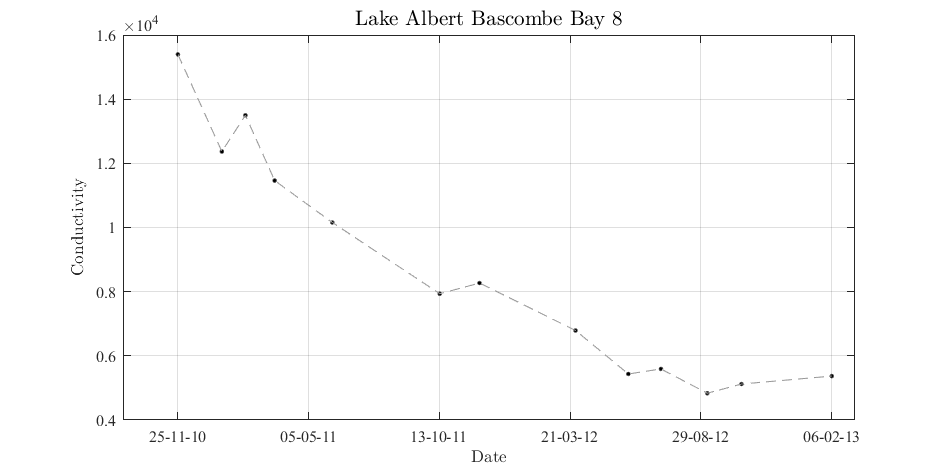 Lake Albert Bascombe Bay 8
×10⁴
1.6
1.4
1.2
1
0.8
0.6
0.4
Conductivity
25-11-10 05-05-11 13-10-11 21-03-12 29-08-12 06-02-13
Date